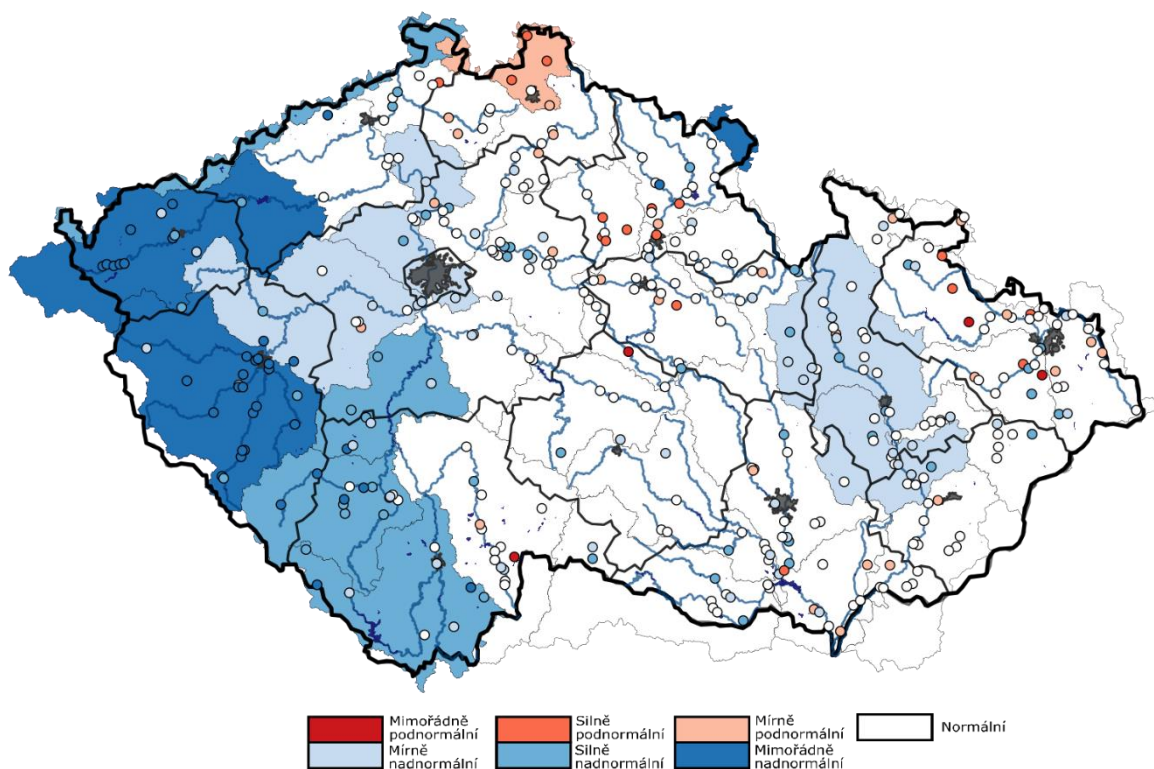 Mimořádně
podnormální
Silně
podnormální
Mírně
podnormální
Normální
Mírně
nadnormální
Silně
nadnormální
Mimořádně
nadnormální